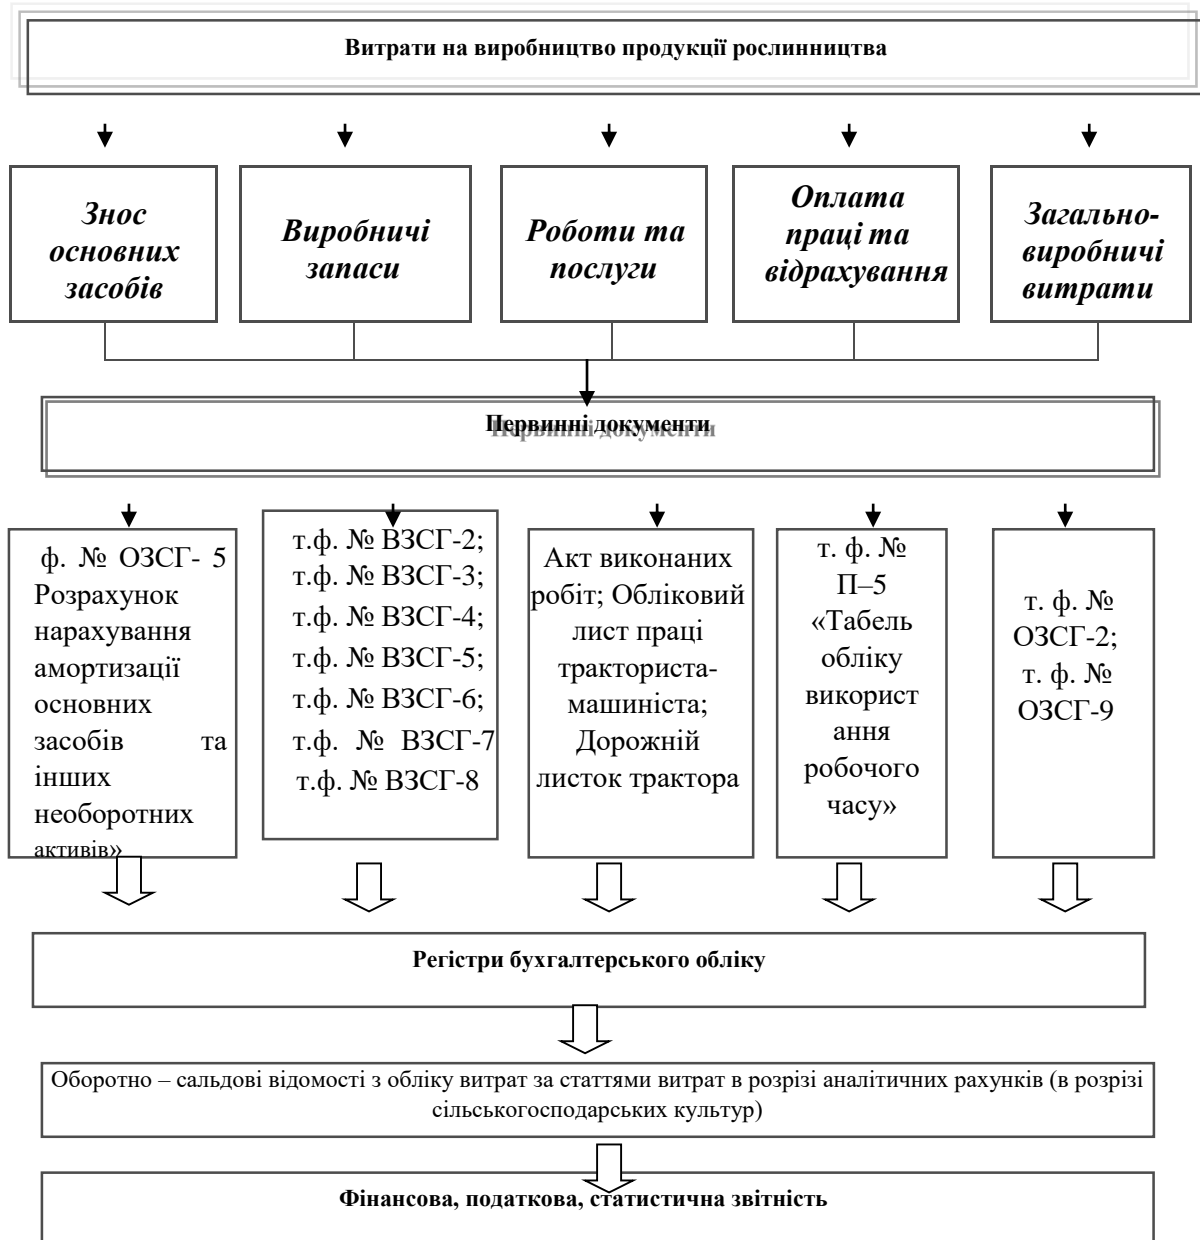 Витрати на виробництво продукції рослинництва
Знос
основних
засобів
Виробничі
запаси
Роботи та
послуги
Оплата
праці та
відрахування
Загально-
виробничі
витрати
Первинні документи
ф. № ОЗСГ- 5
Розрахунок
нарахування
амортизації
основних
засобів та
інших
необоротних
активів»
т.ф. № ВЗСГ-2;
т.ф. № ВЗСГ-3;
т.ф. № ВЗСГ-4;
т.ф. № ВЗСГ-5;
т.ф. № ВЗСГ-6;
т.ф. № ВЗСГ-7
т.ф. № ВЗСГ-8
Акт виконаних
робіт; Обліковий
лист праці
тракториста-
машиніста;
Дорожній
листок трактора
т. ф. №
П–5
«Табель
обліку
використ
ання
робочого
часу»
т. ф. №
ОЗСГ-2;
т. ф. №
ОЗСГ-9
Регістри бухгалтерського обліку
Оборотно – сальдові відомості з обліку витрат за статтями витрат в розрізі аналітичних рахунків (в розрізі
сільськогосподарських культур)
Фінансова, податкова, статистична звітність